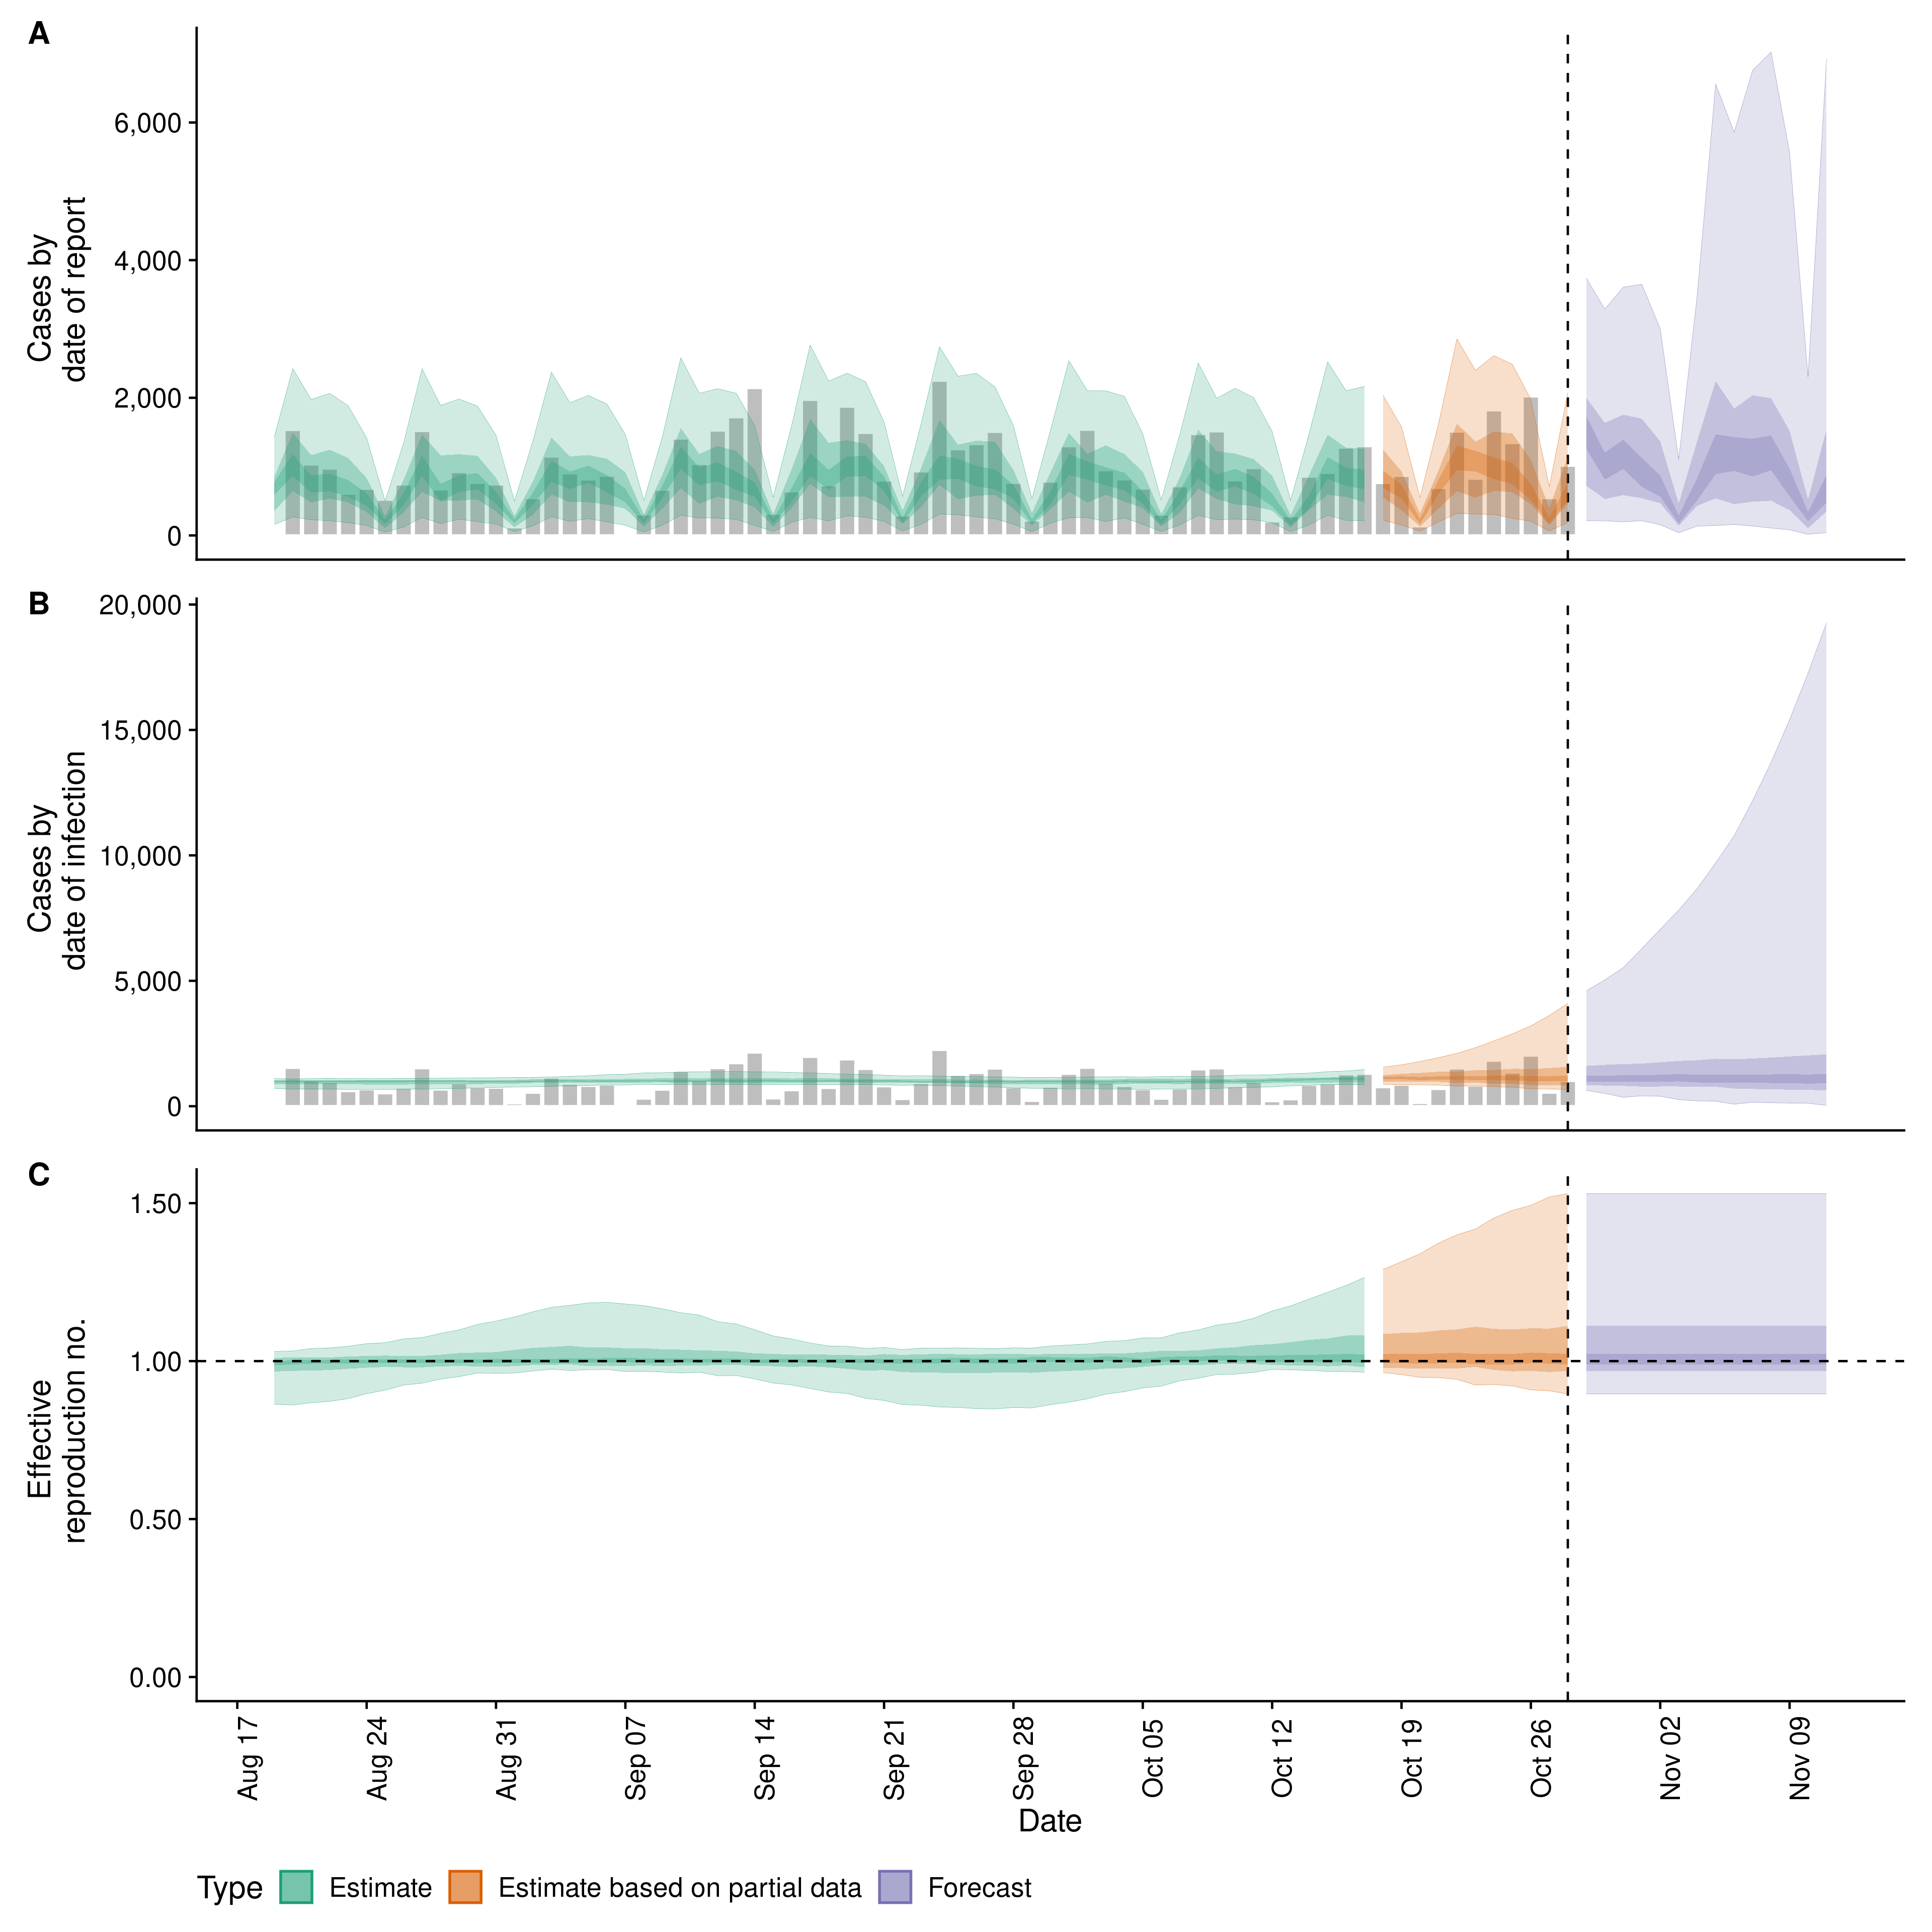 A
Cases by
date of report
6,000
4,000
2,000
0
B
Cases by
date of infection
20,000
15,000
10,000
5,000
0
C
Effective
reproduction no.
1.50
1.00
0.50
0.00
Aug 17
Aug 24
Aug 31
Sep 07
Sep 14
Sep 21
Sep 28
Oct 05
Oct 12
Oct 19
Oct 26
Nov 02
Nov 09
Date
Type Estimate Estimate based on partial data Forecast